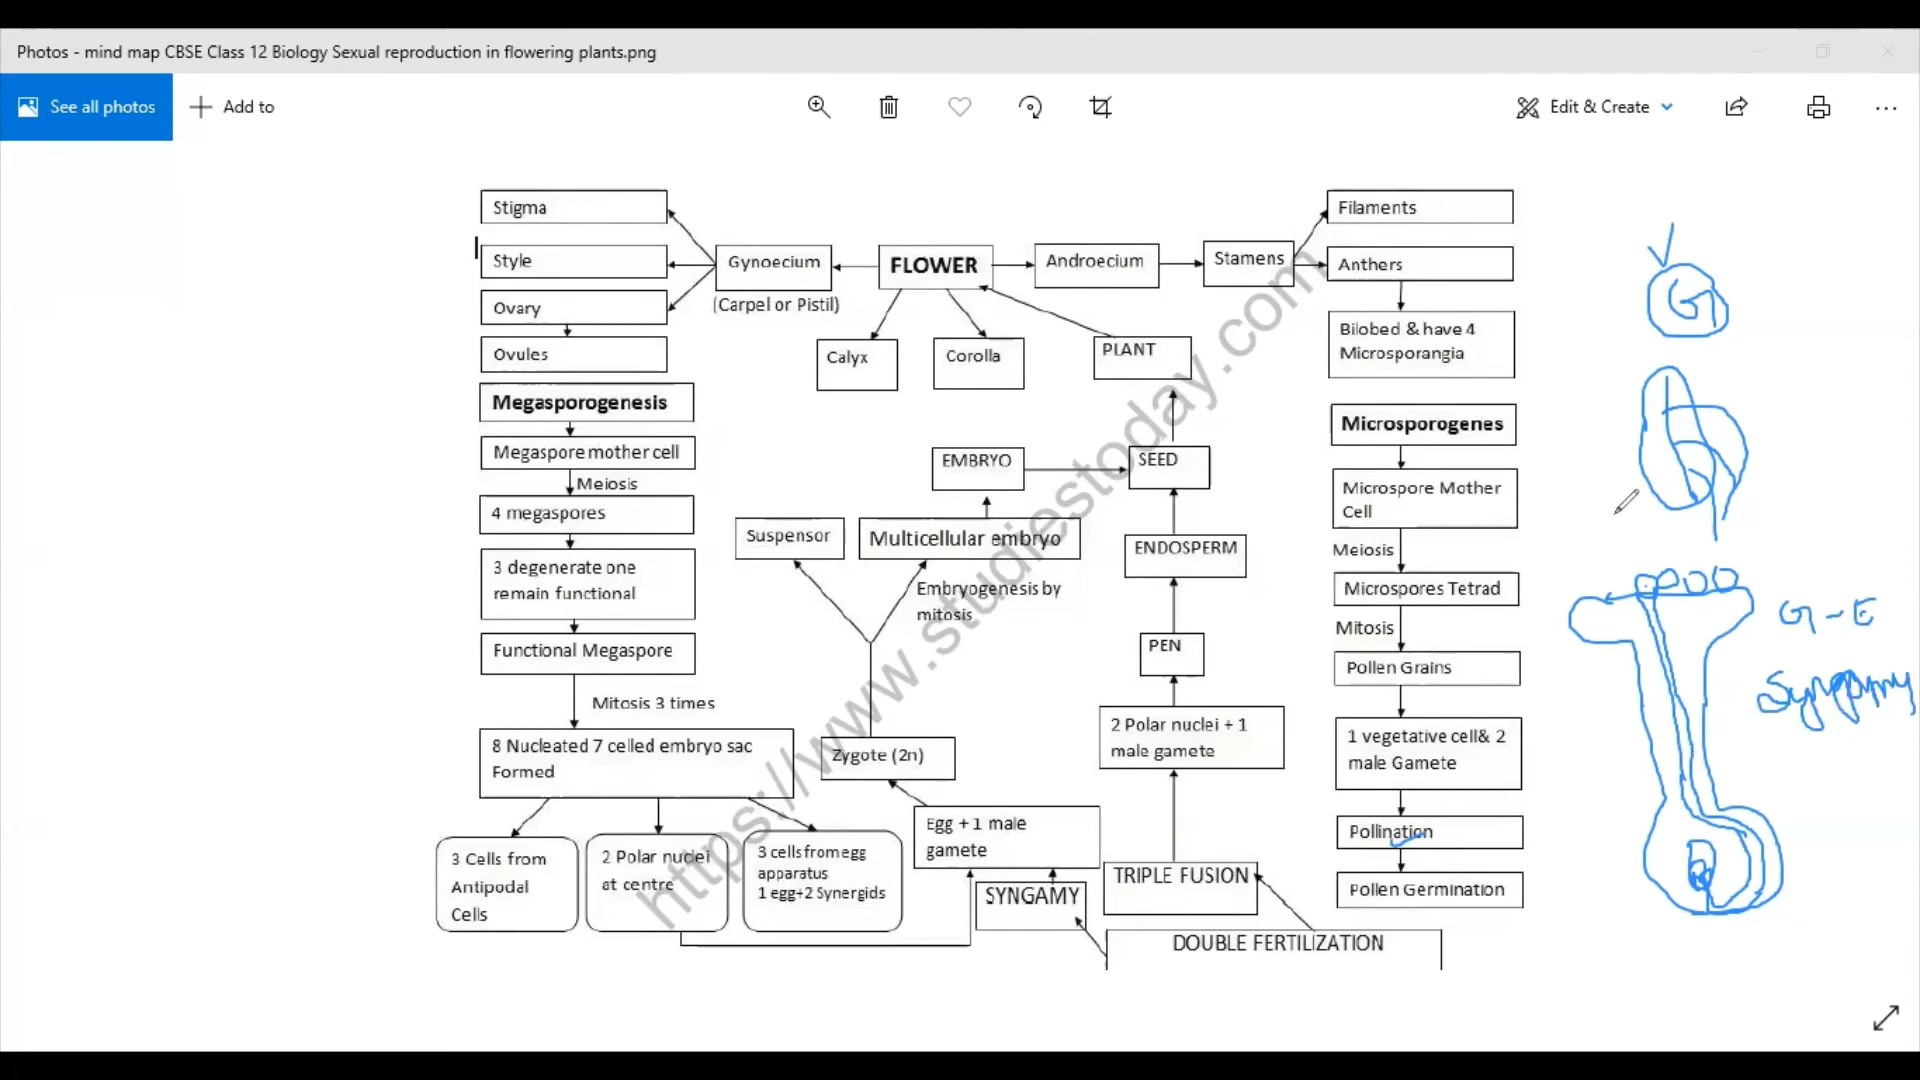 Photos - mind map CBSE Class 12 Biology Sexual reproduction in flowering plants.png
See all photos
Add to
Edit & Create
Stigma
Style
Ovary
Ovules
Gynoecium
(Carpel or Pistil)
FLOWER
Androecium
Stamens
Filaments
Anthers
Bilobed & have 4
Microsporangia
Calyx
Corolla
PLANT
Megasporogenesis
Megaspore mother cell
Meiosis
4 megaspores
3 degenerate one
remain functional
Functional Megaspore
Mitosis 3 times
8 Nucleated 7 celled embryo sac
Formed
3 Cells from
Antipodal
Cells
2 Polar nuclei
at centre
3 cells from egg
apparatus
1 egg+2 Synergids
EMBRYO
SEED
Suspensor
Multicellular embryo
Embryogenesis by
mitosis
ENDOSPERM
PEN
2 Polar nuclei + 1
male gamete
Zygote (2n)
Egg + 1 male
gamete
SYNGAMY
TRIPLE FUSION
DOUBLE FERTILIZATION
Microsporogenes
Microspore Mother
Cell
Meiosis
Microspores Tetrad
Mitosis
Pollen Grains
1 vegetative cell& 2
male Gamete
Pollination
Pollen Germination
https://www.studiestoday.com
G
G - E
Syngamy